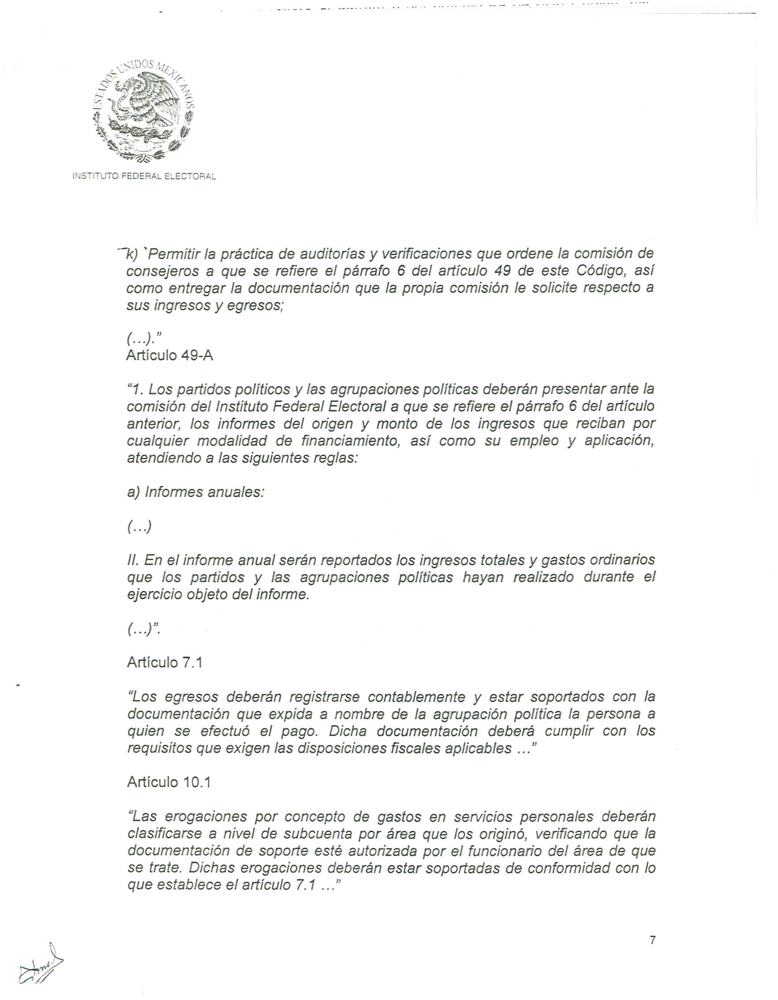 ESTADOS UNIDOS MEXICANOS
INSTITUTO FEDERAL ELECTORAL
k) `Permitir la práctica de auditorías y verificaciones que ordene la comisión de
consejeros a que se refiere el párrafo 6 del artículo 49 de este Código, así
como entregar la documentación que la propia comisión le solicite respecto a
sus ingresos y egresos;
(...).”
Artículo 49-A
“1. Los partidos políticos y las agrupaciones políticas deberán presentar ante la
comisión del Instituto Federal Electoral a que se refiere el párrafo 6 del artículo
anterior, los informes del origen y monto de los ingresos que reciban por
cualquier modalidad de financiamiento, así como su empleo y aplicación,
atendiendo a las siguientes reglas:
a) Informes anuales:
(...)
II. En el informe anual serán reportados los ingresos totales y gastos ordinarios
que los partidos y las agrupaciones políticas hayan realizado durante el
ejercicio objeto del informe.
(...)”.
Artículo 7.1
“Los egresos deberán registrarse contablemente y estar soportados con la
documentación que expida a nombre de la agrupación política la persona a
quien se efectuó el pago. Dicha documentación deberá cumplir con los
requisitos que exigen las disposiciones fiscales aplicables ...”
Artículo 10.1
“Las erogaciones por concepto de gastos en servicios personales deberán
clasificarse a nivel de subcuenta por área que los originó, verificando que la
documentación de soporte esté autorizada por el funcionario del área de que
se trate. Dichas erogaciones deberán estar soportadas de conformidad con lo
que establece el artículo 7.1 ...”
7